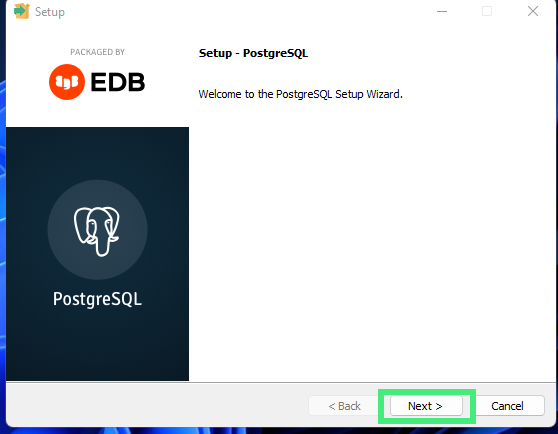 Setup
PACKAGED BY
EDB
Setup - PostgreSQL
Welcome to the PostgreSQL Setup Wizard.
PostgreSQL
< Back
Next >
Cancel